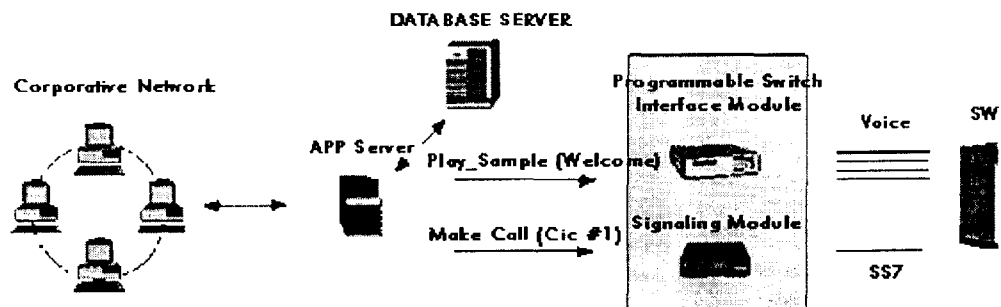 DATABASE SERVER
Corporative Network
Programmable Switch
Interface Module
Voice
SW
APP Server
Play_Sample (Welcome)
Make Call (Cic #1)
Signaling Module
SS7